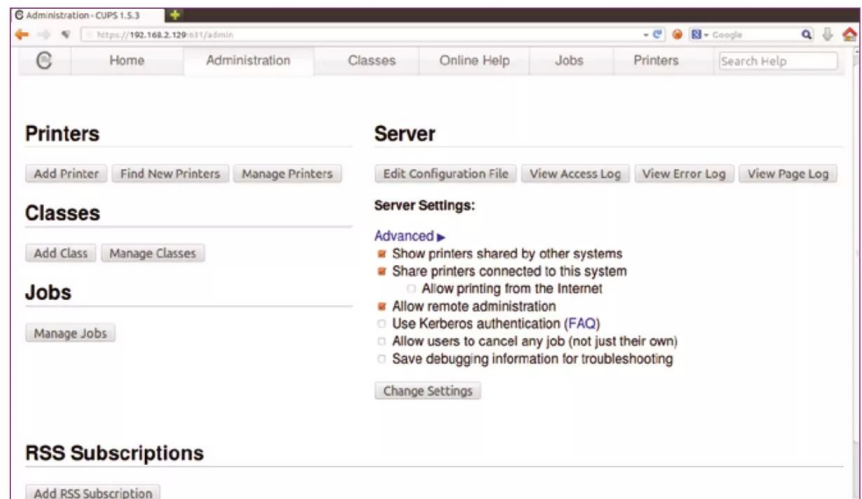 Administration - CUPS 1.5.3
https://192.168.2.129:631/admin
Google
Home Administration Classes Online Help Jobs Printers Search Help
Printers
Add Printer Find New Printers Manage Printers
Classes
Add Class Manage Classes
Jobs
Manage Jobs
Server
Edit Configuration File View Access Log View Error Log View Page Log
Server Settings:
Advanced ▶
Show printers shared by other systems
Share printers connected to this system
Allow printing from the Internet
Allow remote administration
Use Kerberos authentication (FAQ)
Allow users to cancel any job (not just their own)
Save debugging information for troubleshooting
Change Settings
RSS Subscriptions
Add RSS Subscription